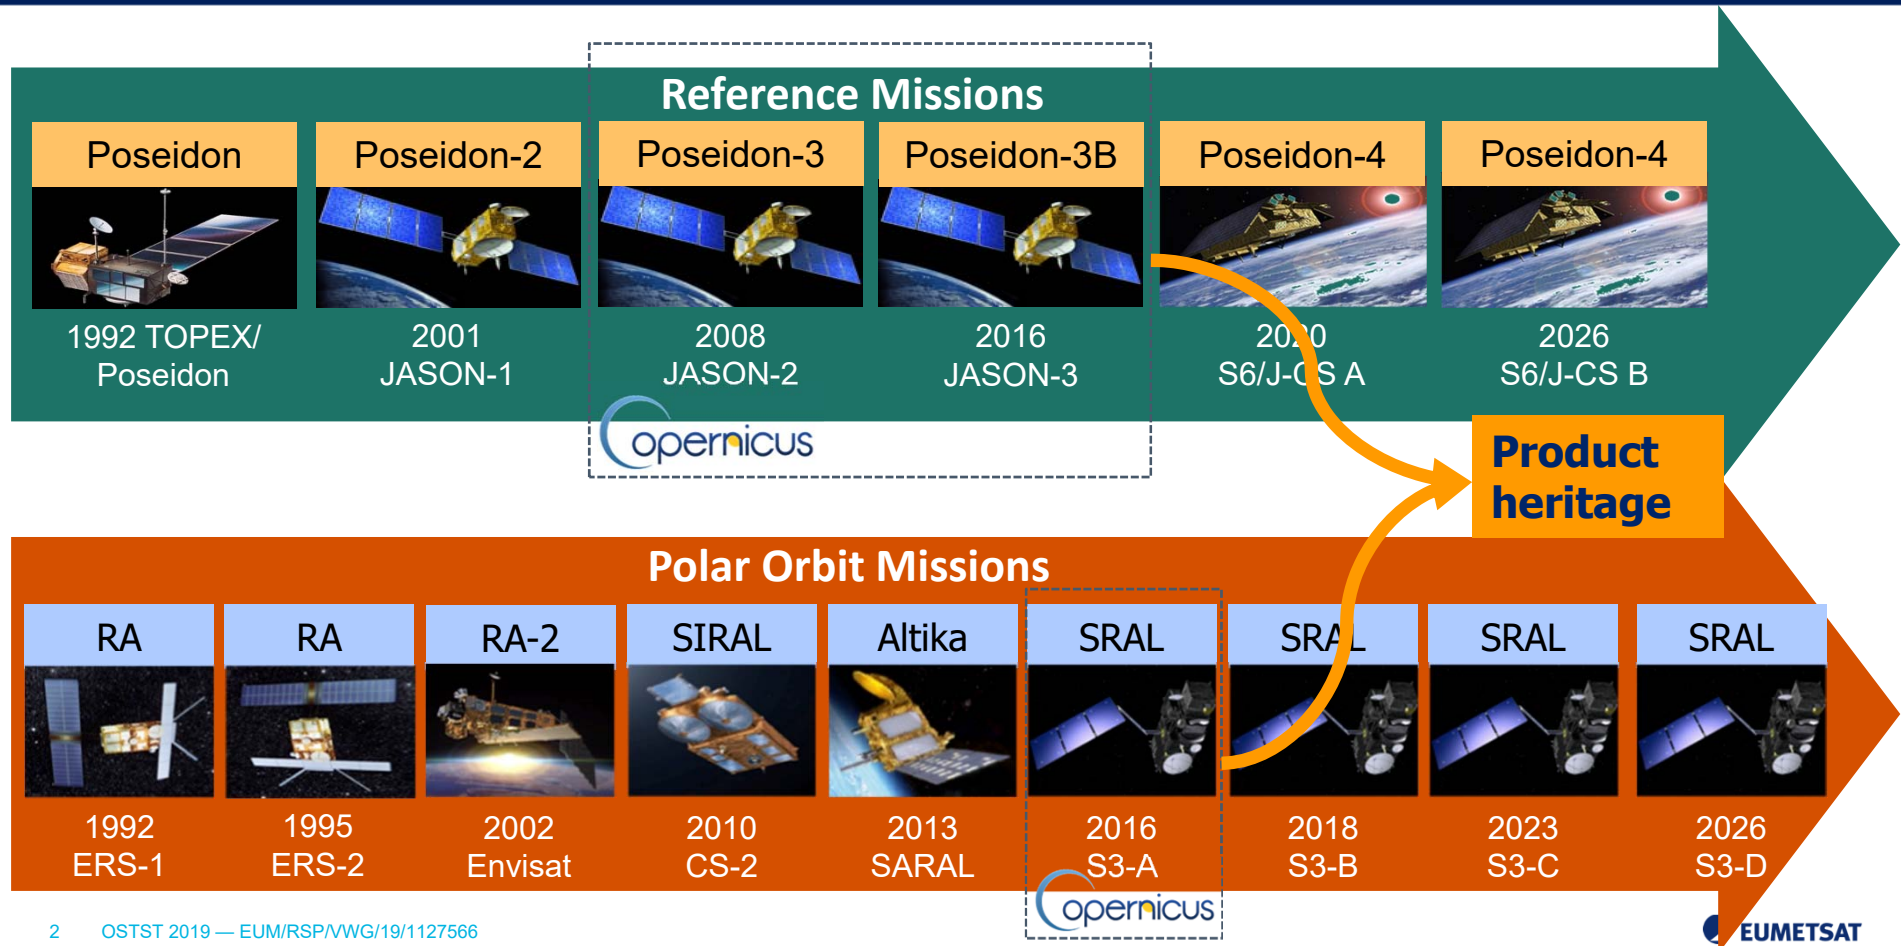 Reference Missions
Poseidon
Poseidon-2
Poseidon-3
Poseidon-3B
Poseidon-4
Poseidon-4
1992 TOPEX/
Poseidon
2001
JASON-1
2008
JASON-2
2016
JASON-3
2020
S6/J-CS A
2026
S6/J-CS B
Copernicus
Product
heritage
Polar Orbit Missions
RA
RA
RA-2
SIRAL
Altika
SRAL
SRAL
SRAL
SRAL
1992
ERS-1
1995
ERS-2
2002
Envisat
2010
CS-2
2013
SARAL
2016
S3-A
2018
S3-B
2023
S3-C
2026
S3-D
Copernicus
2 OSTST 2019 — EUM/RSP/VWG/19/1127566
EUMETSAT